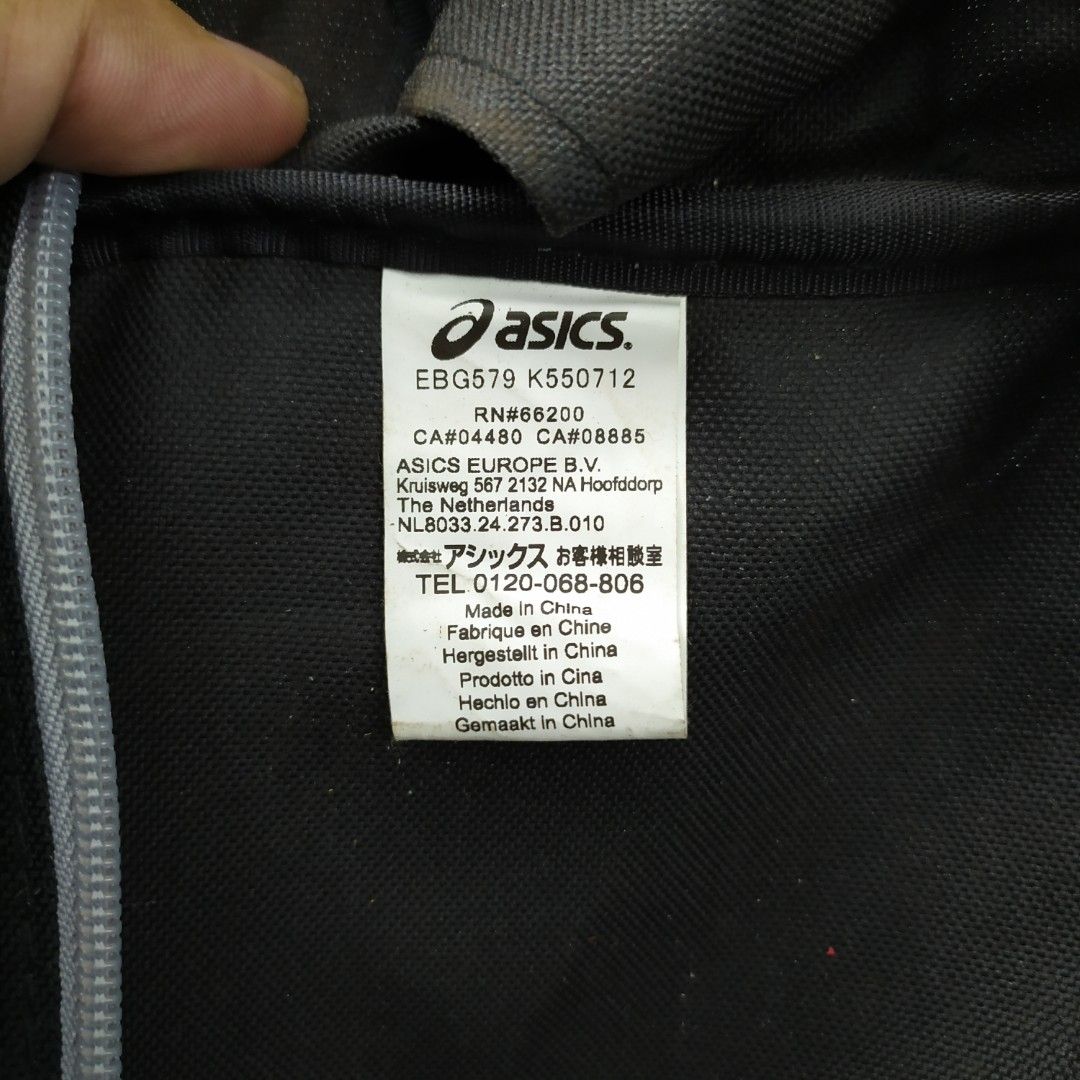 asics.
EBG579 K550712
RN#66200
CA#04480 CA#08885
ASICS EUROPE B.V.
Kruisweg 567 2132 NA Hoofddorp
The Netherlands
NL8033.24.273.B.010
株式会社アシックス お客様相談室
TEL 0120-068-806
Made in China
Fabrique en Chine
Hergestellt in China
Prodotto in Cina
Hechlo en China
Gemaakt in China